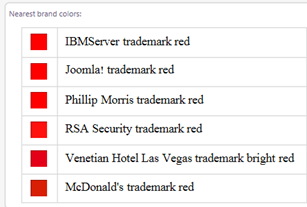 Nearest brand colors:
IBMServer trademark red
Joomla! trademark red
Phillip Morris trademark red
RSA Security trademark red
Venetian Hotel Las Vegas trademark bright red
McDonald's trademark red